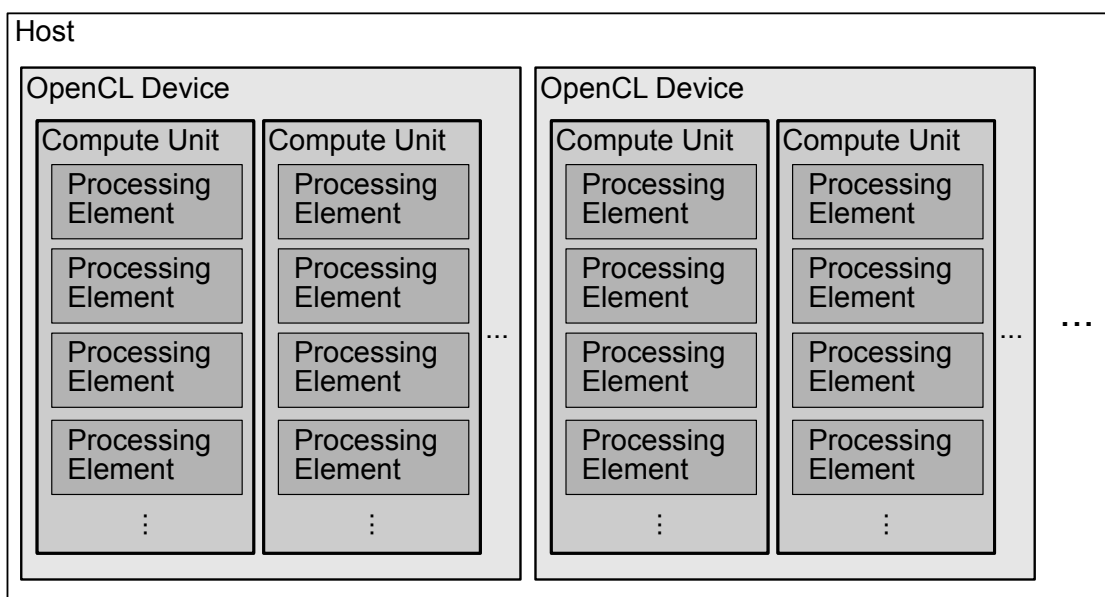 Host
OpenCL Device
Compute Unit
Processing
Element
Processing
Element
Processing
Element
Processing
Element
⋮
Compute Unit
Processing
Element
Processing
Element
Processing
Element
Processing
Element
⋮
...
OpenCL Device
Compute Unit
Processing
Element
Processing
Element
Processing
Element
Processing
Element
⋮
Compute Unit
Processing
Element
Processing
Element
Processing
Element
Processing
Element
⋮
...
...